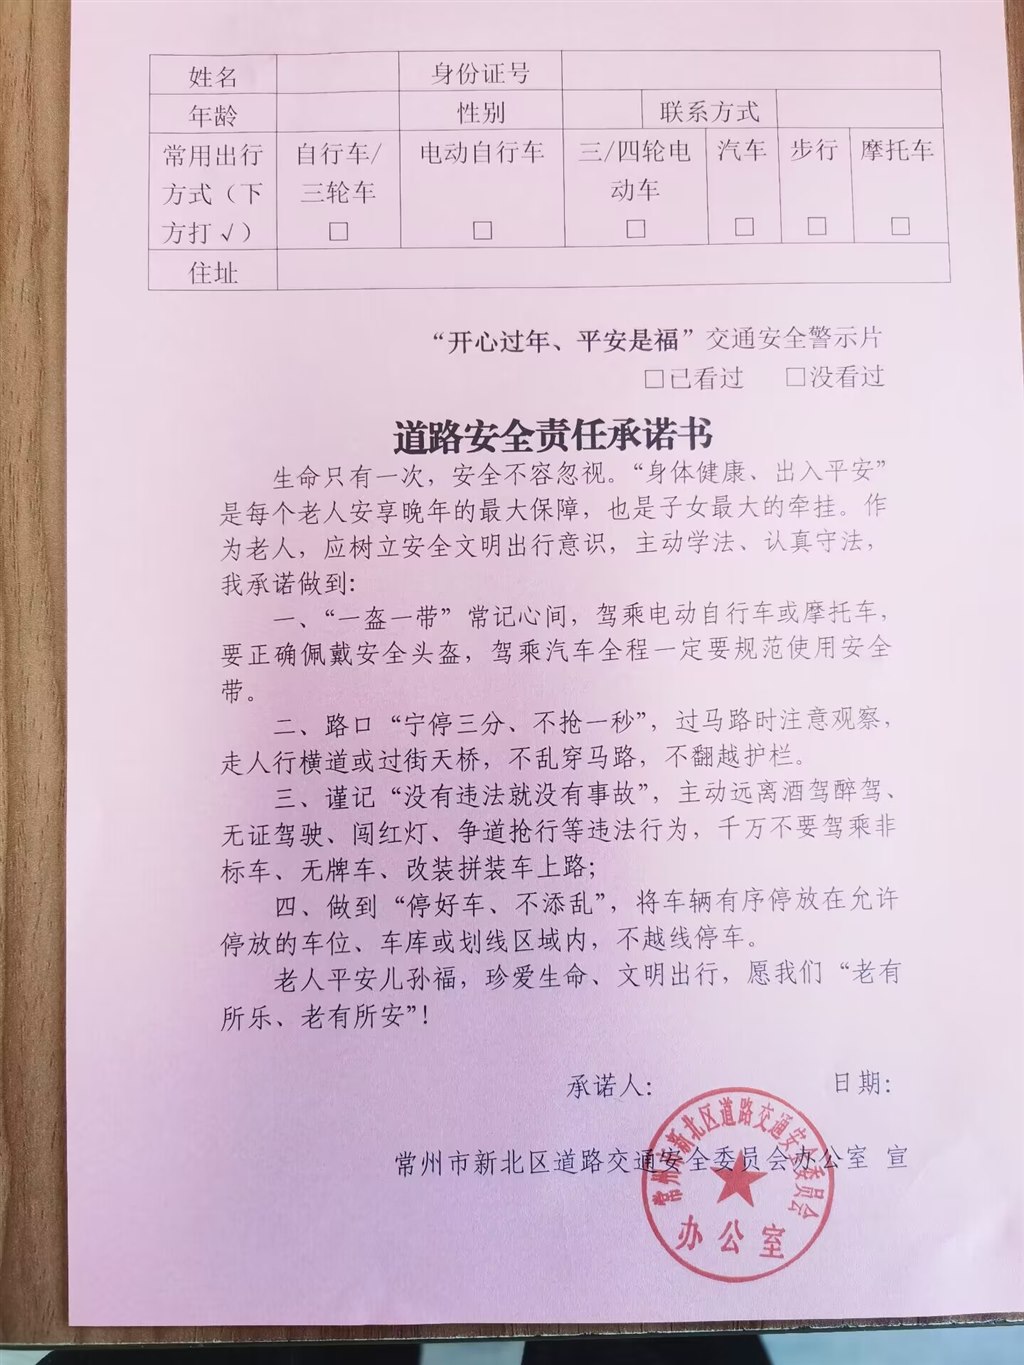 姓名 身份证号
年龄 性别 联系方式
常用出行方式（下方打√） 自行车/三轮车 □ 电动自行车 □ 三/四轮电动车 □ 汽车 □ 步行 □ 摩托车 □
住址
“开心过年、平安是福”交通安全警示片
□已看过 □没看过
道路安全责任承诺书
生命只有一次，安全不容忽视。“身体健康、出入平安”
是每个老人安享晚年的最大保障，也是子女最大的牵挂。作
为老人，应树立安全文明出行意识，主动学法、认真守法，
我承诺做到：
一、“一盔一带”常记心间，驾乘电动自行车或摩托车，
要正确佩戴安全头盔，驾乘汽车全程一定要规范使用安全
带。
二、路口“宁停三分、不抢一秒”，过马路时注意观察，
走人行横道或过街天桥，不乱穿马路，不翻越护栏。
三、谨记“没有违法就没有事故”，主动远离酒驾醉驾、
无证驾驶、闯红灯、争道抢行等违法行为，千万不要驾乘非
标车、无牌车、改装拼装车上路；
四、做到“停好车、不添乱”，将车辆有序停放在允许
停放的车位、车库或划线区域内，不越线停车。
老人平安儿孙福，珍爱生命、文明出行，愿我们“老有
所乐、老有所安”！
承诺人： 日期：
常州市新北区道路交通安全委员会办公室 宣
常州市新北区道路交通安全委员会
办公室